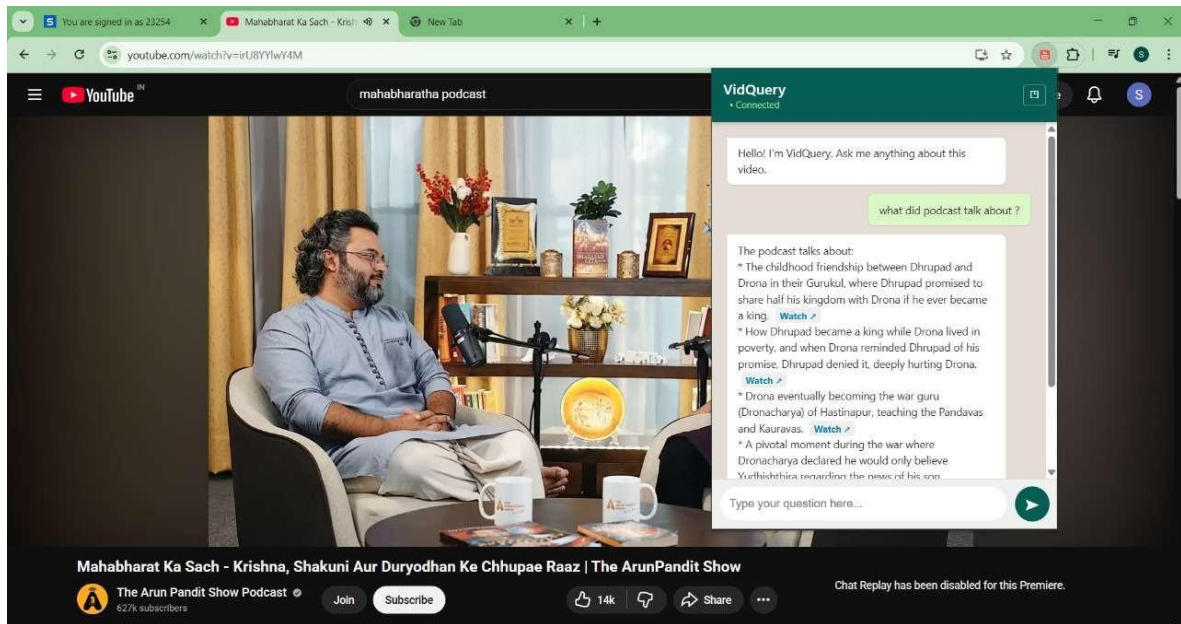 You are signed in as 23254
Mahabharat Ka Sach - Krish
New Tab
youtube.com/watch?v=irU8YYlwY4M
S
YouTube IN
mahabharatha podcast
S
VidQuery
• Connected
Hello! I'm VidQuery. Ask me anything about this
video.
what did podcast talk about ?
The podcast talks about:
* The childhood friendship between Dhrupad and
Drona in their Gurukul, where Dhrupad promised to
share half his kingdom with Drona if he ever became
a king. Watch ↗
* How Dhrupad became a king while Drona lived in
poverty, and when Drona reminded Dhrupad of his
promise, Dhrupad denied it, deeply hurting Drona.
Watch ↗
* Drona eventually becoming the war guru
(Dronacharya) of Hastinapur, teaching the Pandavas
and Kauravas. Watch ↗
* A pivotal moment during the war where
Dronacharya declared he would only believe
Yudhishthira regarding the news of his son
Type your question here...
Mahabharat Ka Sach - Krishna, Shakuni Aur Duryodhan Ke Chhupae Raaz | The ArunPandit Show
The Arun Pandit Show Podcast
627k subscribers
Join
Subscribe
14k
Share
Chat Replay has been disabled for this Premiere.